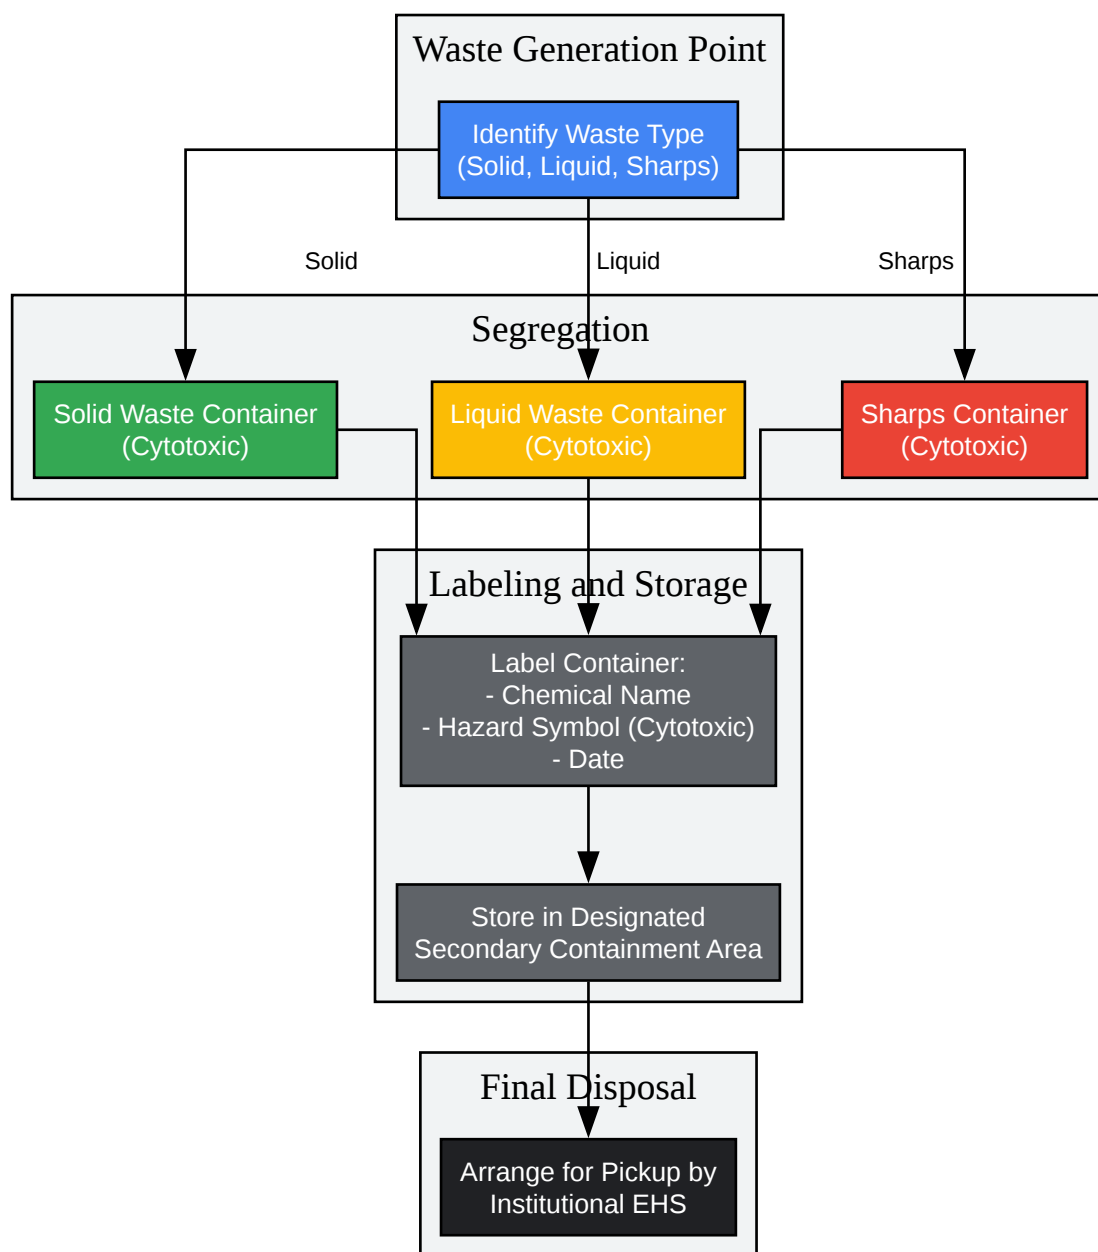 Waste Generation Point
Identify Waste Type
(Solid, Liquid, Sharps)
Solid
Liquid
Sharps
Segregation
Solid Waste Container
(Cytotoxic)
Liquid Waste Container
(Cytotoxic)
Sharps Container
(Cytotoxic)
Labeling and Storage
Label Container:
- Chemical Name
- Hazard Symbol (Cytotoxic)
- Date
Store in Designated
Secondary Containment Area
Final Disposal
Arrange for Pickup by
Institutional EHS